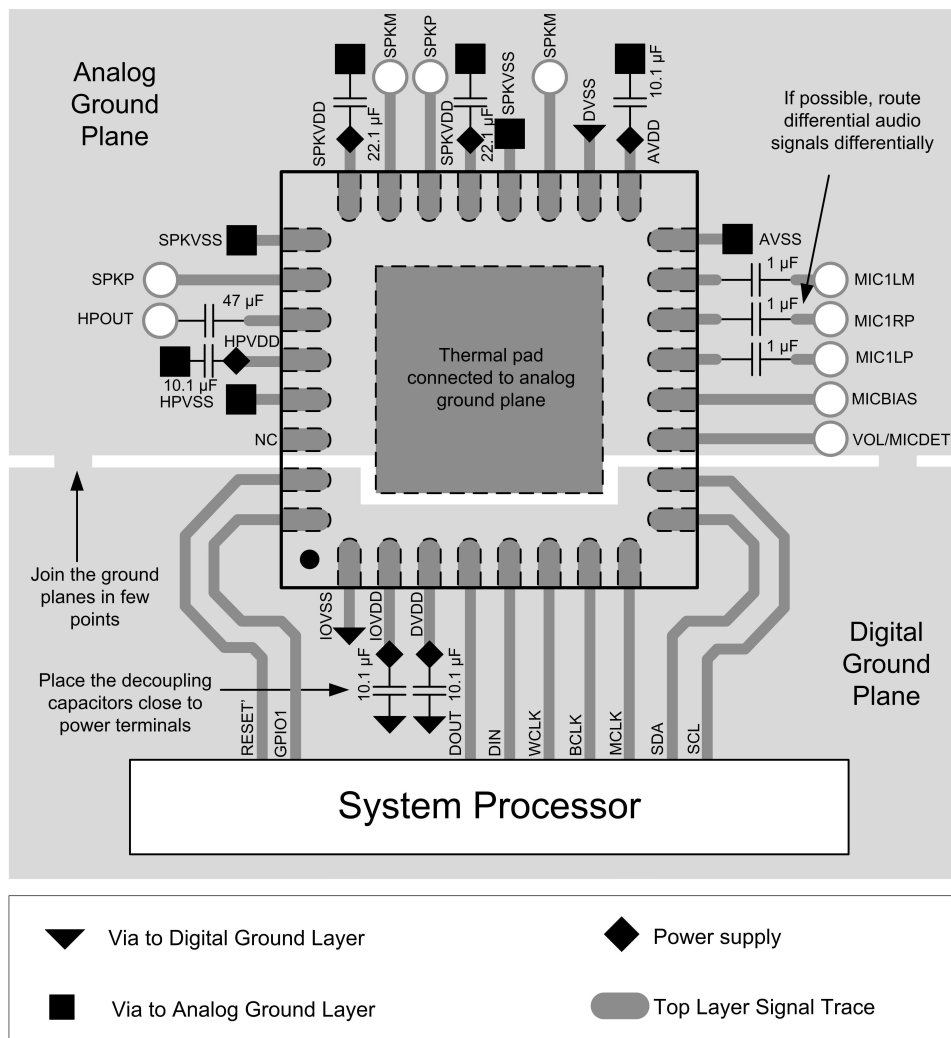 Analog
Ground
Plane
SPKVDD
22.1 µF
SPKM
SPKP
SPKVDD
22.1 µF
SPKVSS
SPKM
DVSS
AVDD
10.1 µF
If possible, route
differential audio
signals differentially
SPKVSS
SPKP
HPOUT
47 µF
HPVDD
10.1 µF
HPVSS
NC
Thermal pad
connected to analog
ground plane
AVSS
1 µF
MIC1LM
1 µF
MIC1RP
1 µF
MIC1LP
MICBIAS
VOL/MICDET
Join the ground
planes in few
points
Place the decoupling
capacitors close to
power terminals
IOVSS
IOVDD
10.1 µF
DVDD
10.1 µF
Digital
Ground
Plane
RESET'
GPIO1
DOUT
DIN
WCLK
BCLK
MCLK
SDA
SCL
System Processor
Via to Digital Ground Layer
Power supply
Via to Analog Ground Layer
Top Layer Signal Trace